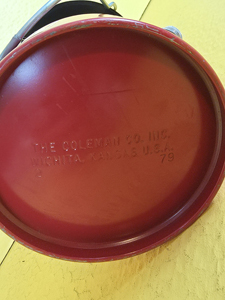 THE COLEMAN CO. INC.
WICHITA, KANSAS U.S.A.
79